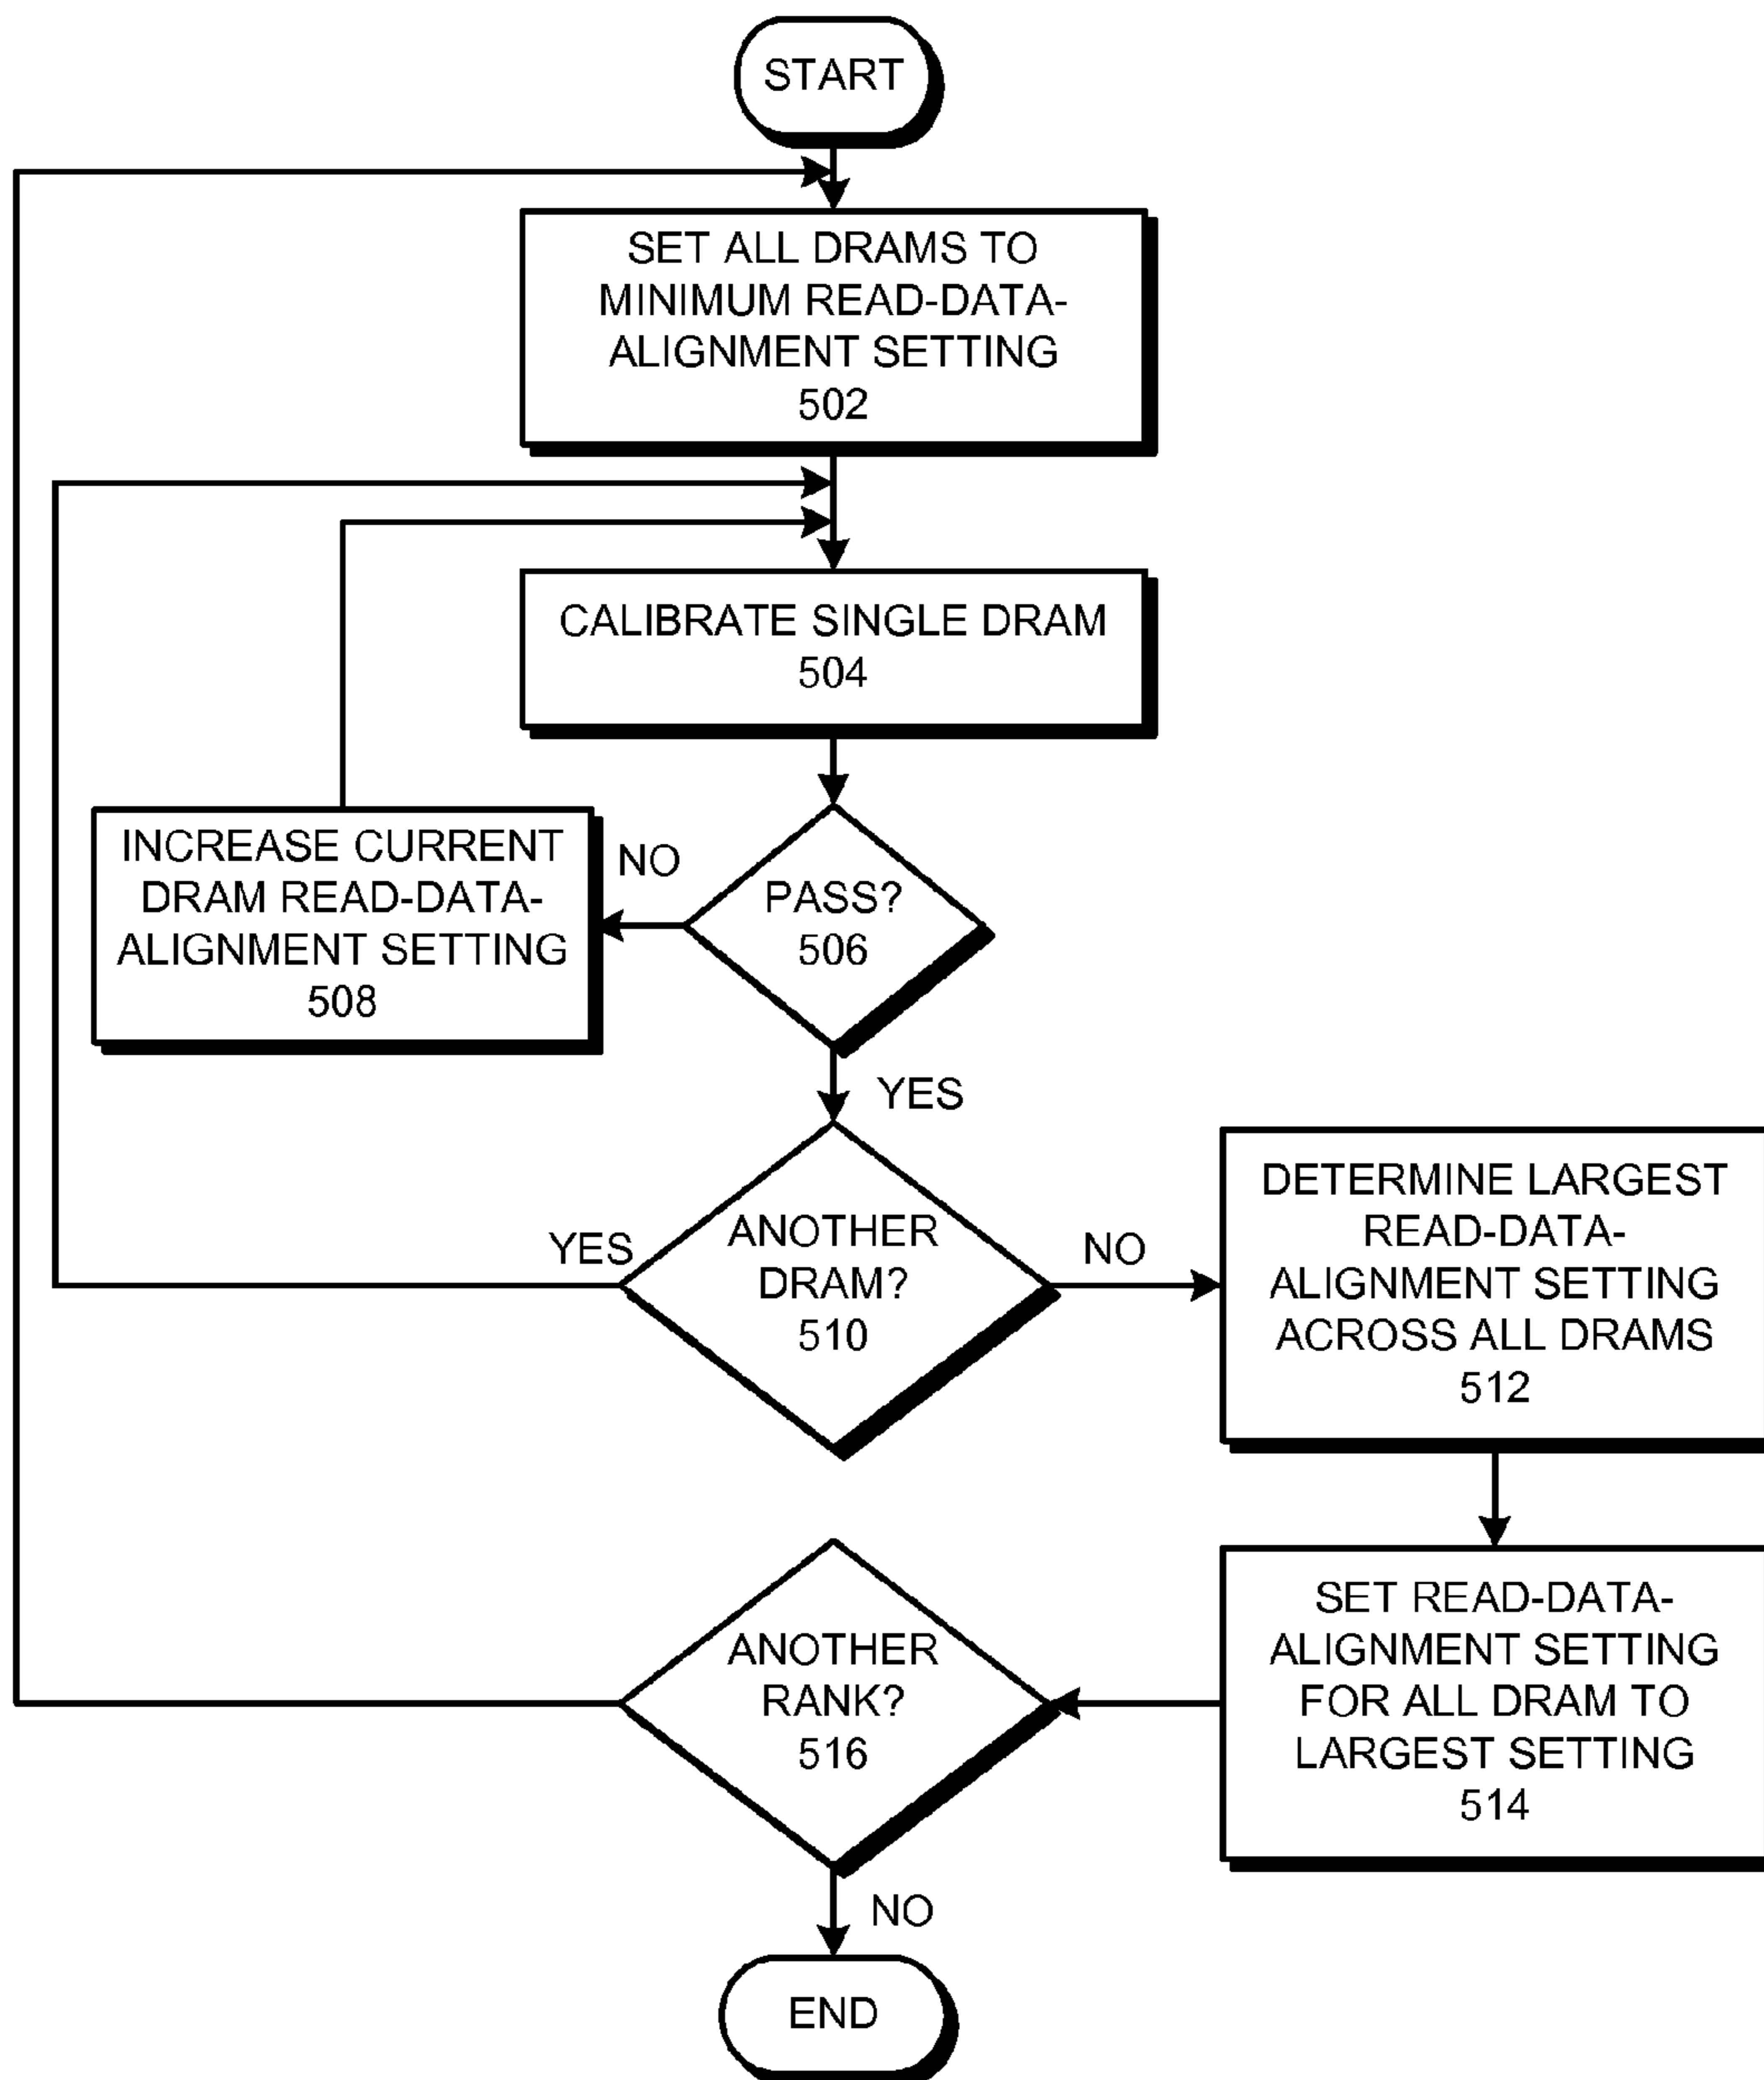 START
SET ALL DRAMS TO
MINIMUM READ-DATA-
ALIGNMENT SETTING
502
CALIBRATE SINGLE DRAM
504
INCREASE CURRENT
DRAM READ-DATA-
ALIGNMENT SETTING
508
NO
PASS?
506
YES
ANOTHER
DRAM?
510
YES
NO
DETERMINE LARGEST
READ-DATA-
ALIGNMENT SETTING
ACROSS ALL DRAMS
512
SET READ-DATA-
ALIGNMENT SETTING
FOR ALL DRAM TO
LARGEST SETTING
514
ANOTHER
RANK?
516
NO
END